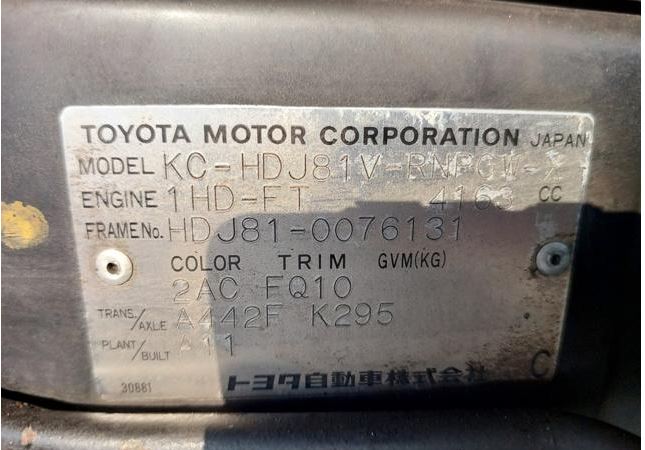 TOYOTA MOTOR CORPORATION JAPAN
MODEL KC-HDJ81V-RNPGW-X
ENGINE 1HD-FT 4163 CC
FRAME No. HDJ81-0076131
COLOR TRIM GVM(KG)
2AC FQ10
TRANS./AXLE A442F K295
PLANT/BUILT A11
30881 トヨタ自動車株式会社 C